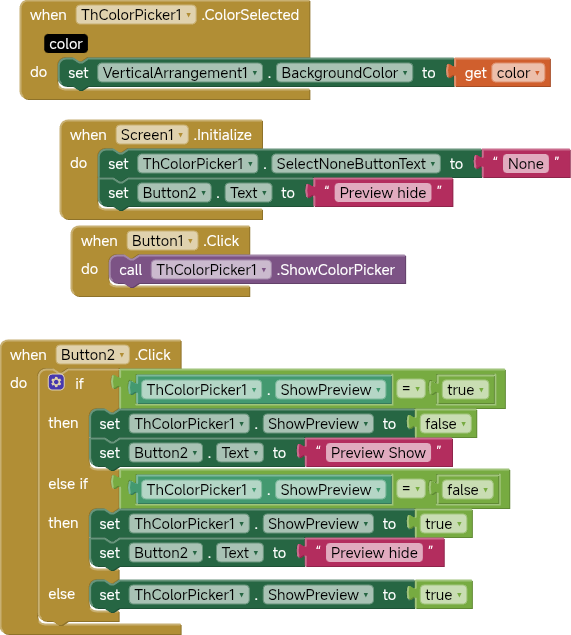 when ThColorPicker1 .ColorSelected
color
do set VerticalArrangement1 . BackgroundColor to get color
when Screen1 .Initialize
do set ThColorPicker1 . SelectNoneButtonText to “ None ”
set Button2 . Text to “ Preview hide ”
when Button1 .Click
do call ThColorPicker1 .ShowColorPicker
when Button2 .Click
do if ThColorPicker1 . ShowPreview = true
then set ThColorPicker1 . ShowPreview to false
set Button2 . Text to “ Preview Show ”
else if ThColorPicker1 . ShowPreview = false
then set ThColorPicker1 . ShowPreview to true
set Button2 . Text to “ Preview hide ”
else set ThColorPicker1 . ShowPreview to true